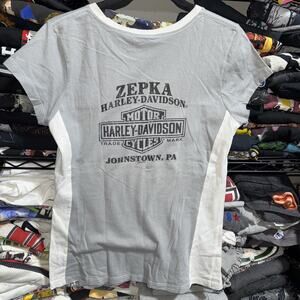 ZEPKA
HARLEY-DAVIDSON®
MOTOR
HARLEY-DAVIDSON
TRADE MARK
CYCLES
JOHNSTOWN, PA